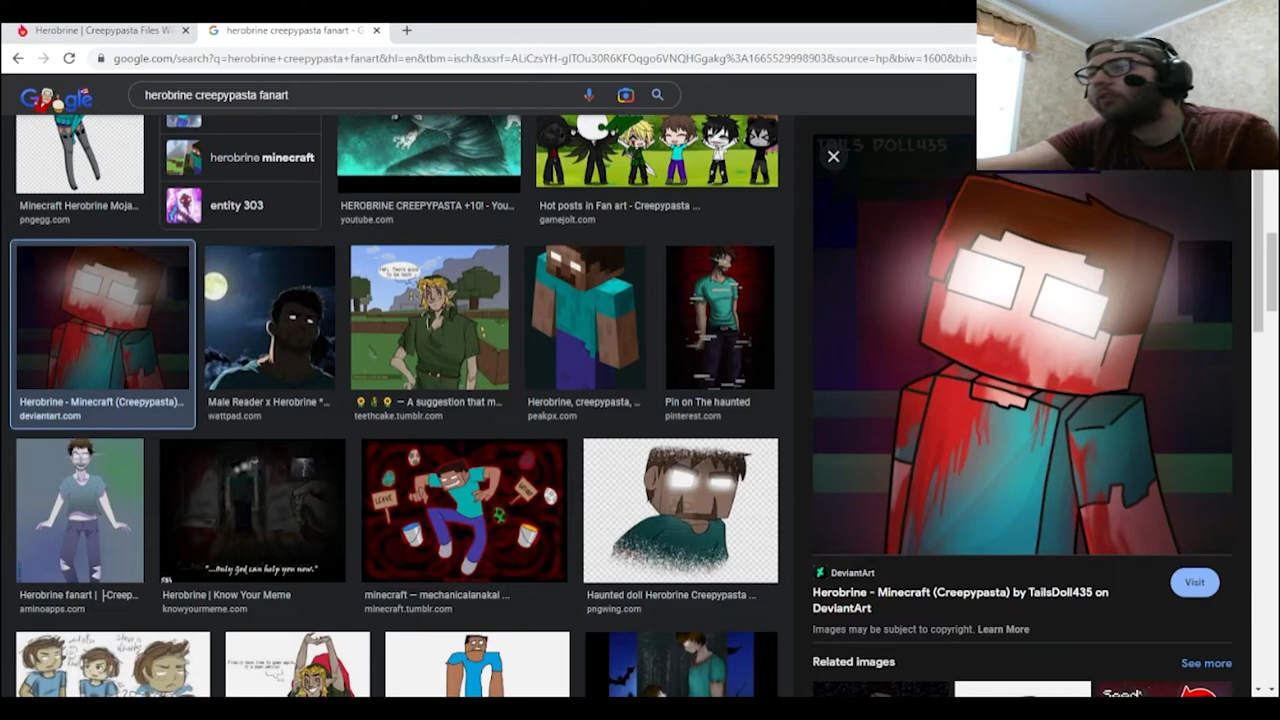 Herobrine | Creepypasta Files Wi
herobrine creepypasta fanart - G
google.com/search?q=herobrine+creepypasta+fanart&hl=en&tbm=isch&sxsrf=ALiCzsYH-glTOu30R6KFOqgo6VNQHGgakg%3A1665529998903&source=hp&biw=1600&bih=
Google
herobrine creepypasta fanart
TAILS DOLL435
herobrine minecraft
entity 303
Minecraft Herobrine Moja...
pngegg.com
HEROBRINE CREEPYPASTA +10! - You...
youtube.com
Hot posts in Fan art - Creepypasta ...
gamejolt.com
Herobrine - Minecraft (Creepypasta)...
deviantart.com
Male Reader x Herobrine *...
wattpad.com
— A suggestion that m...
teethcake.tumblr.com
Herobrine, creepypasta, ...
peakpx.com
Pin on The haunted
pinterest.com
LEAVE
"...Only God can help you now."
Herobrine fanart | ├Creep...
aminoapps.com
Herobrine | Know Your Meme
knowyourmeme.com
minecraft — mechanicalanakai ...
minecraft.tumblr.com
Haunted doll Herobrine Creepypasta ...
pngwing.com
DeviantArt
Visit
Herobrine - Minecraft (Creepypasta) by TailsDoll435 on
DeviantArt
Images may be subject to copyright. Learn More
Related images
See more